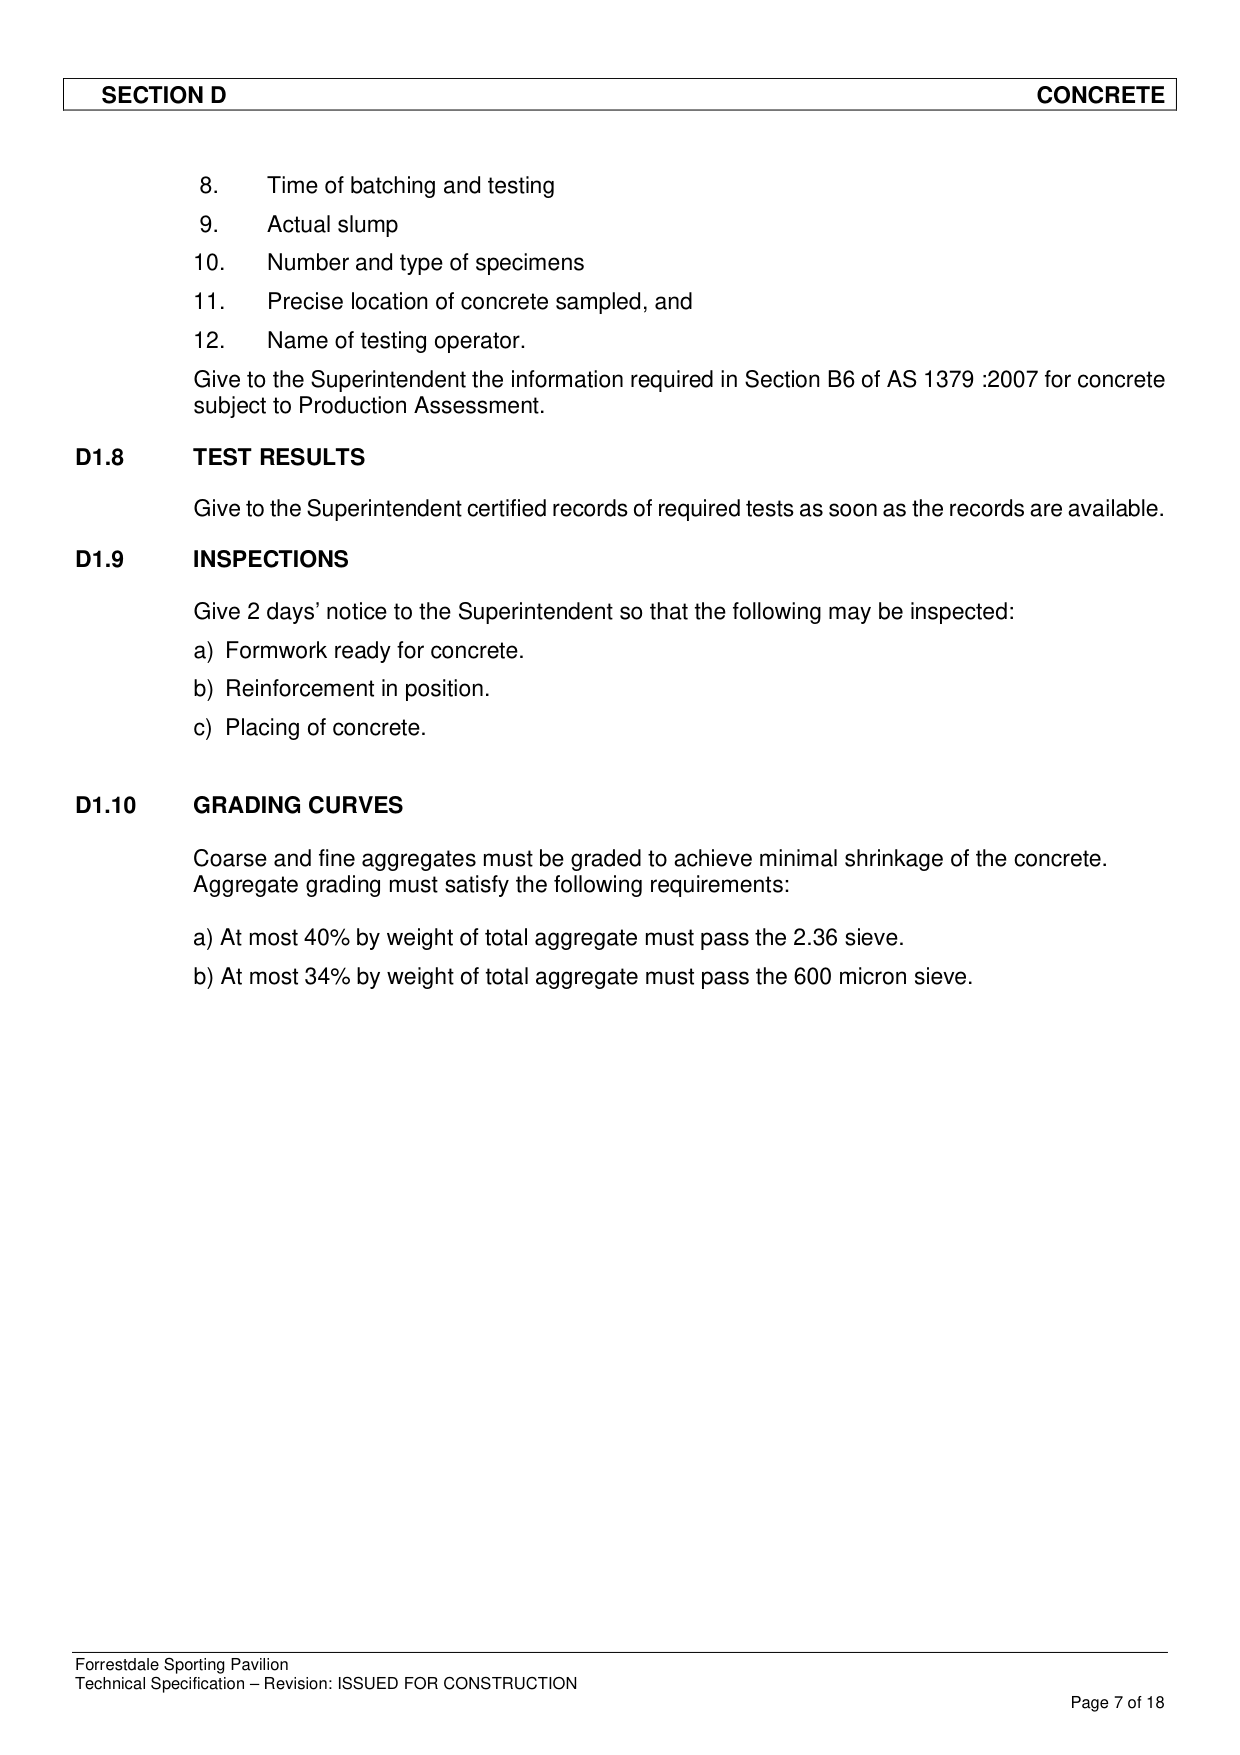 SECTION D CONCRETE
8. Time of batching and testing
9. Actual slump
10. Number and type of specimens
11. Precise location of concrete sampled, and
12. Name of testing operator.
Give to the Superintendent the information required in Section B6 of AS 1379 :2007 for concrete
subject to Production Assessment.
D1.8 TEST RESULTS
Give to the Superintendent certified records of required tests as soon as the records are available.
D1.9 INSPECTIONS
Give 2 days’ notice to the Superintendent so that the following may be inspected:
a) Formwork ready for concrete.
b) Reinforcement in position.
c) Placing of concrete.
D1.10 GRADING CURVES
Coarse and fine aggregates must be graded to achieve minimal shrinkage of the concrete.
Aggregate grading must satisfy the following requirements:
a) At most 40% by weight of total aggregate must pass the 2.36 sieve.
b) At most 34% by weight of total aggregate must pass the 600 micron sieve.
Forrestdale Sporting Pavilion
Technical Specification – Revision: ISSUED FOR CONSTRUCTION
Page 7 of 18